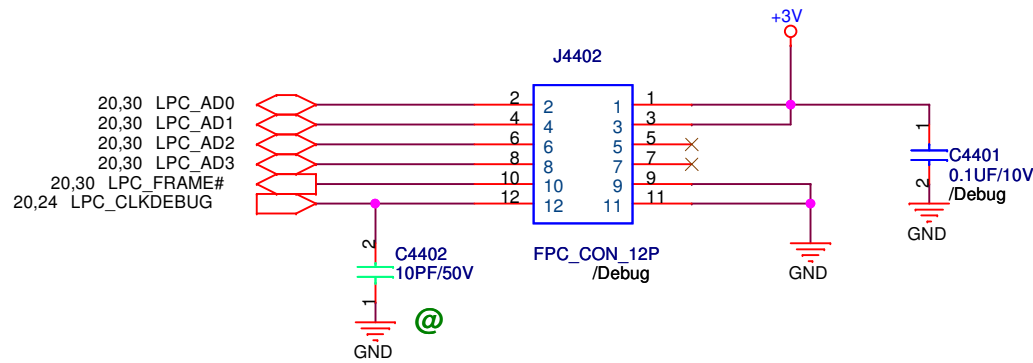 +3V
J4402
20,30 LPC_AD0 2 2 1 1
20,30 LPC_AD1 4 4 3 3
20,30 LPC_AD2 6 6 5 5
20,30 LPC_AD3 8 8 7 7
20,30 LPC_FRAME# 10 10 9 9
20,24 LPC_CLKDEBUG 12 12 11 11
1
C4401
0.1UF/10V
2 /Debug
GND
2 C4402
10PF/50V
1
FPC_CON_12P
/Debug
GND
@
GND